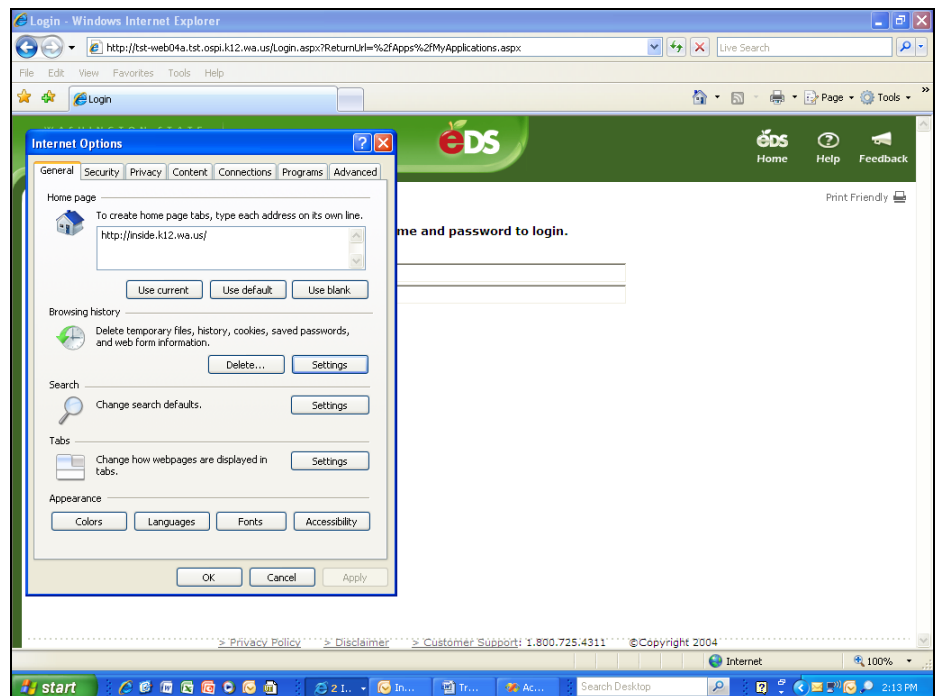 Login - Windows Internet Explorer
http://tst-web04a.tst.ospi.k12.wa.us/Login.aspx?ReturnUrl=%2fApps%2fMyApplications.aspx
Live Search
File Edit View Favorites Tools Help
Login
Page Tools
eDS
eDS
Home Help Feedback
Print Friendly
me and password to login.
Internet Options
General Security Privacy Content Connections Programs Advanced
Home page
To create home page tabs, type each address on its own line.
http://inside.k12.wa.us/
Use current Use default Use blank
Browsing history
Delete temporary files, history, cookies, saved passwords,
and web form information.
Delete... Settings
Search
Change search defaults. Settings
Tabs
Change how webpages are displayed in
tabs.
Settings
Appearance
Colors Languages Fonts Accessibility
OK Cancel Apply
> Privacy Policy > Disclaimer > Customer Support: 1.800.725.4311 ©Copyright 2004
Internet 100%
start 2 I... In... Tr... Ac... Search Desktop 2:13 PM